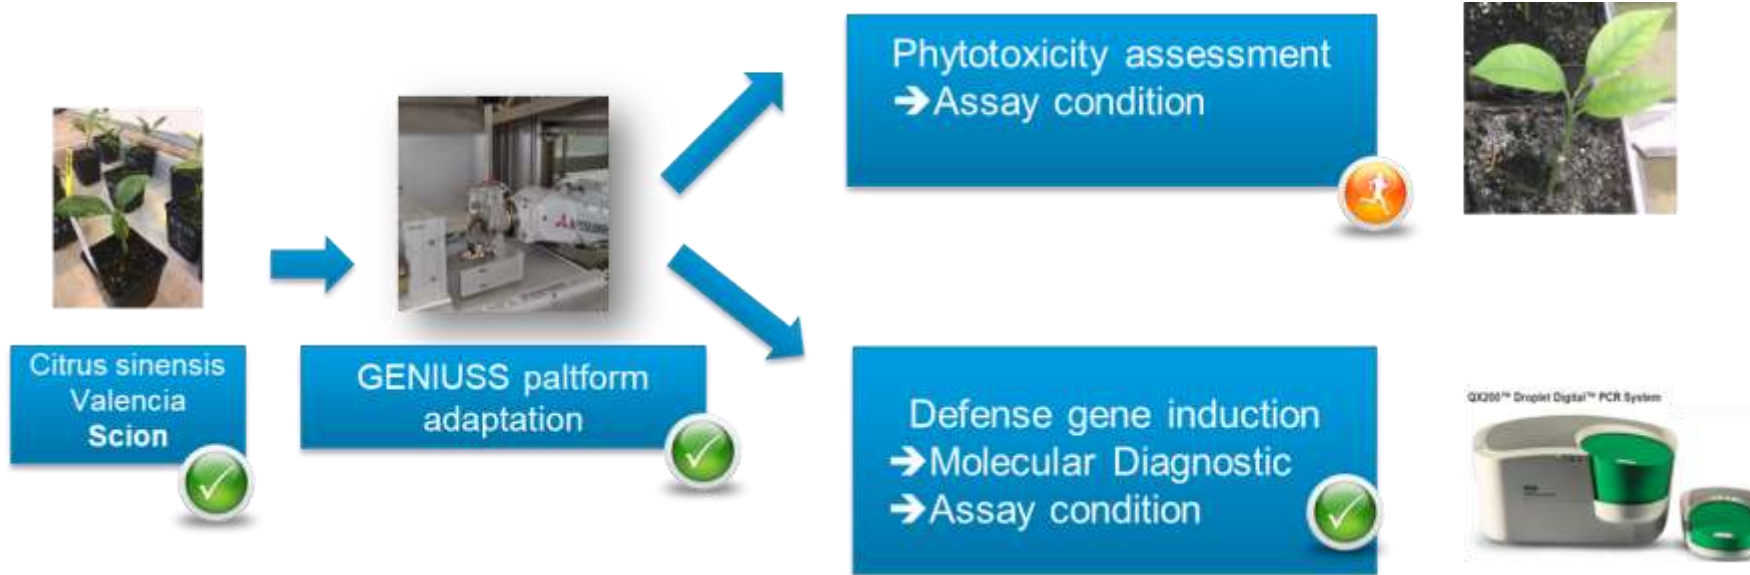 Citrus sinensis
Valencia
Scion
GENIUSS paltform
adaptation
Phytotoxicity assessment
➔Assay condition
Defense gene induction
➔Molecular Diagnostic
➔Assay condition
QX200™ Droplet Digital™ PCR System